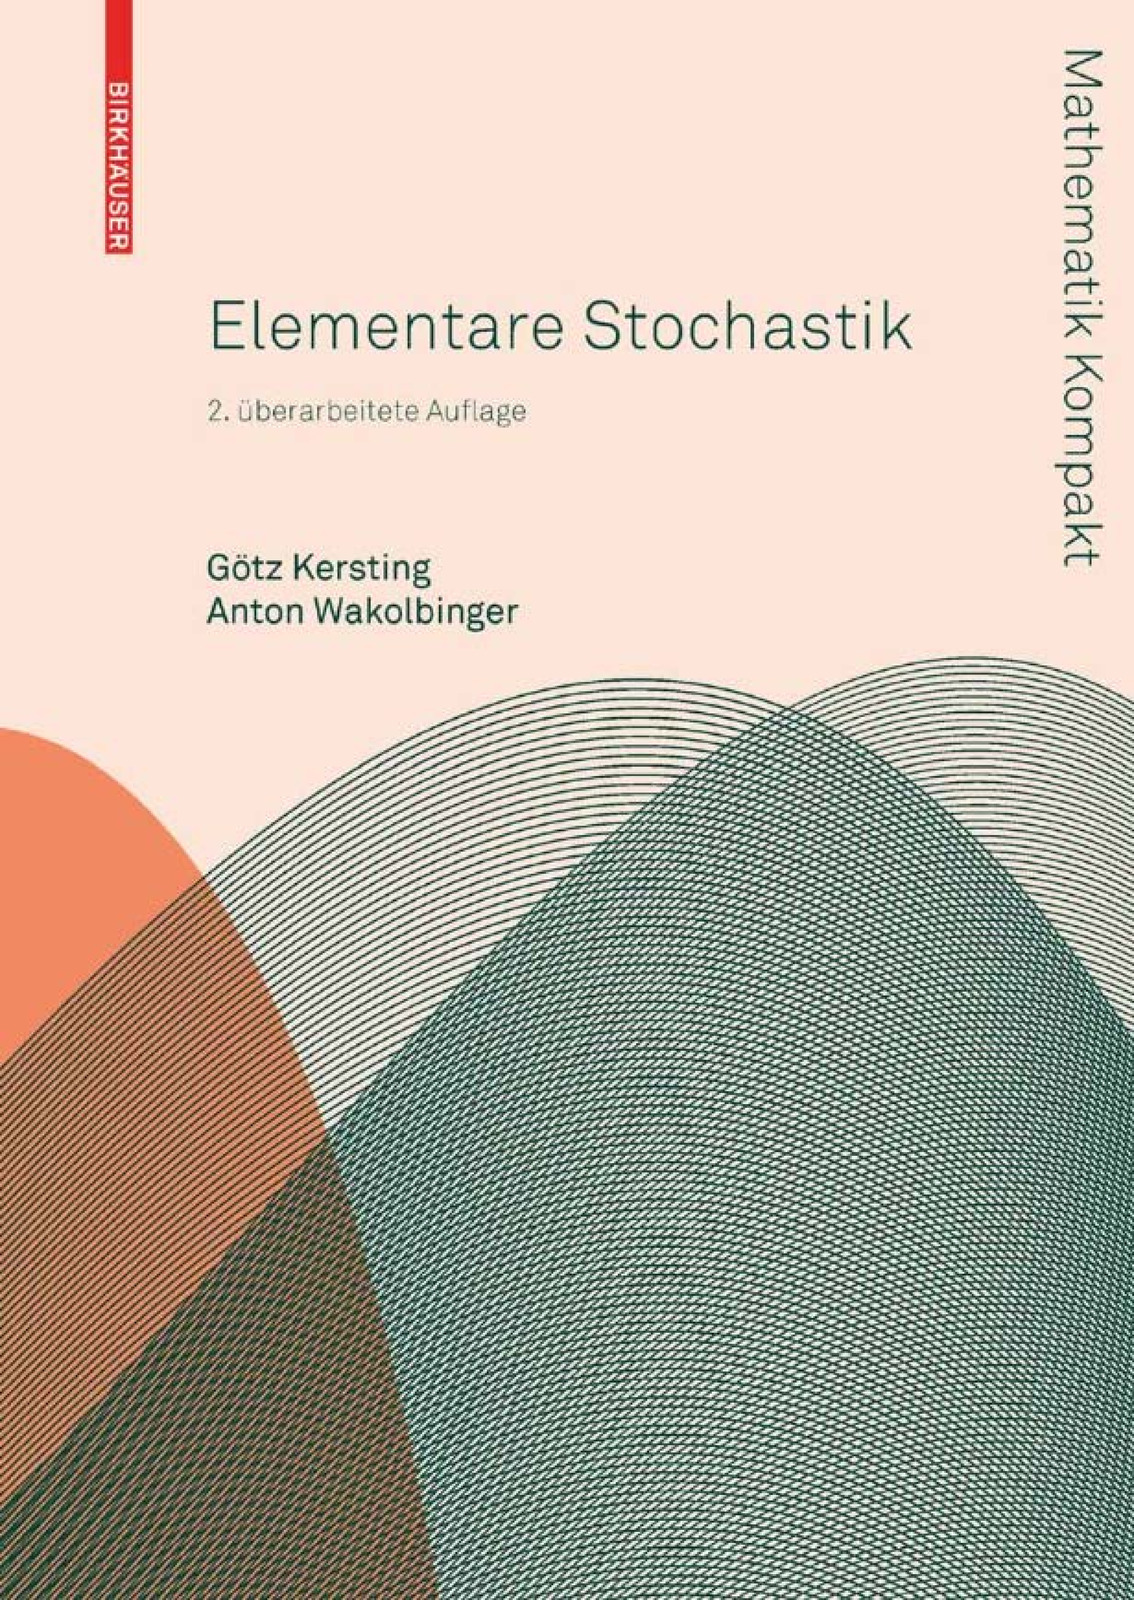 BIRKHÄUSER
Mathematik Kompakt
Elementare Stochastik
2. überarbeitete Auflage
Götz Kersting
Anton Wakolbinger